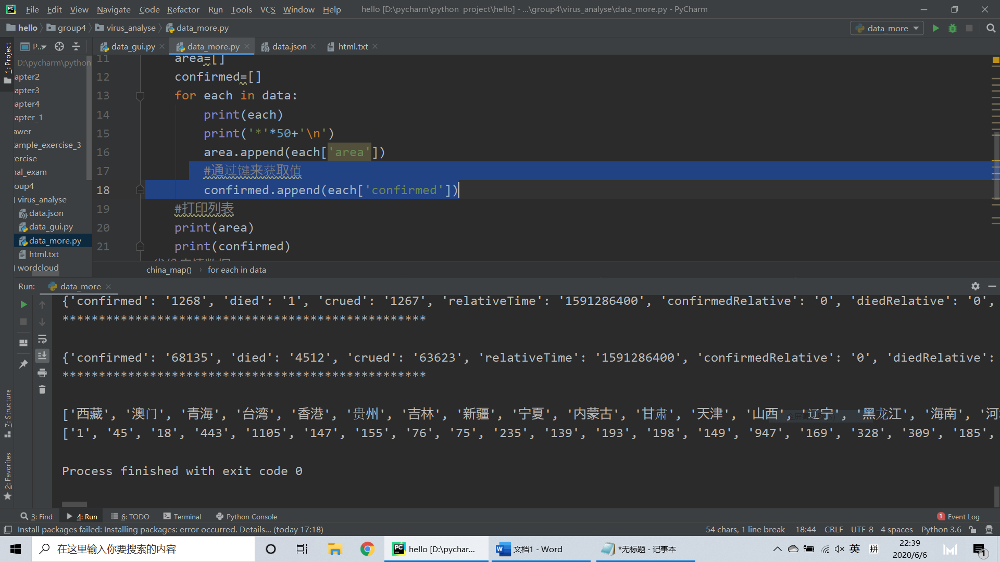 File Edit View Navigate Code Refactor Run Tools VCS Window Help hello [D:\pycharm\python project\hello] - ...\group4\virus_analyse\data_more.py - PyCharm
hello group4 virus_analyse data_more.py data_more
P.. data_gui.py data_more.py data.json html.txt
1: Project
D:\pycharm\python
apter2
apter3
apter4
apter_1
awer
ample_exercise_3
ercise
nal_exam
oup4
virus_analyse
data.json
data_gui.py
data_more.py
html.txt
wordcloud
11 area=[]
12 confirmed=[]
13 for each in data:
14 print(each)
15 print('*'*50+'\n')
16 area.append(each['area'])
17 #通过键来获取值
18 confirmed.append(each['confirmed'])
19 #打印列表
20 print(area)
21 print(confirmed)
china_map() for each in data
Run: data_more
{'confirmed': '1268', 'died': '1', 'crued': '1267', 'relativeTime': '1591286400', 'confirmedRelative': '0', 'diedRelative': '0',
**************************************************
{'confirmed': '68135', 'died': '4512', 'crued': '63623', 'relativeTime': '1591286400', 'confirmedRelative': '0', 'diedRelative':
**************************************************
['西藏', '澳门', '青海', '台湾', '香港', '贵州', '吉林', '新疆', '宁夏', '内蒙古', '甘肃', '天津', '山西', '辽宁', '黑龙江', '海南', '河
['1', '45', '18', '443', '1105', '147', '155', '76', '75', '235', '139', '193', '198', '149', '947', '169', '328', '309', '185',
Process finished with exit code 0
7: Structure
2: Favorites
3: Find 4: Run 6: TODO Terminal Python Console 1 Event Log
Install packages failed: Installing packages: error occurred. Details... (today 17:18) 54 chars, 1 line break 18:44 CRLF UTF-8 4 spaces Python 3.6
在这里输入你要搜索的内容 hello [D:\pychar... 文档1 - Word *无标题 - 记事本 英 拼 22:39
2020/6/6 1